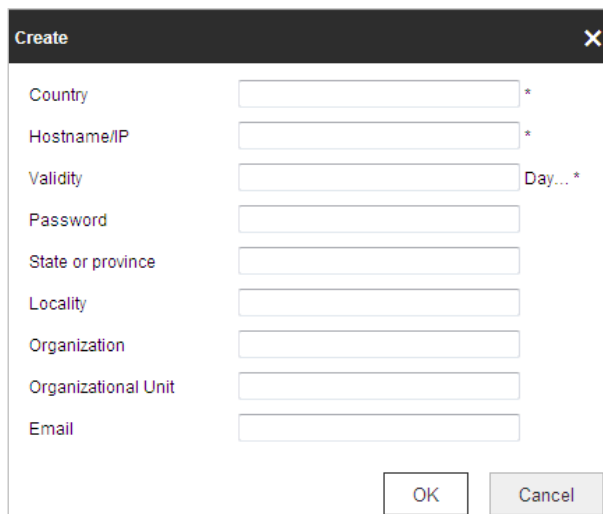 Create
Country *
Hostname/IP *
Validity Day... *
Password
State or province
Locality
Organization
Organizational Unit
Email
OK Cancel